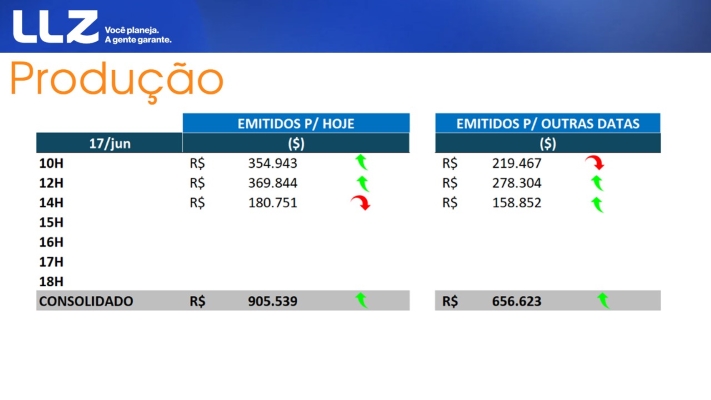 LLZ Você planeja.
A gente garante.
Produção
EMITIDOS P/ HOJE EMITIDOS P/ OUTRAS DATAS
17/jun ($) ($)
10H R$ 354.943 R$ 219.467
12H R$ 369.844 R$ 278.304
14H R$ 180.751 R$ 158.852
15H
16H
17H
18H
CONSOLIDADO R$ 905.539 R$ 656.623